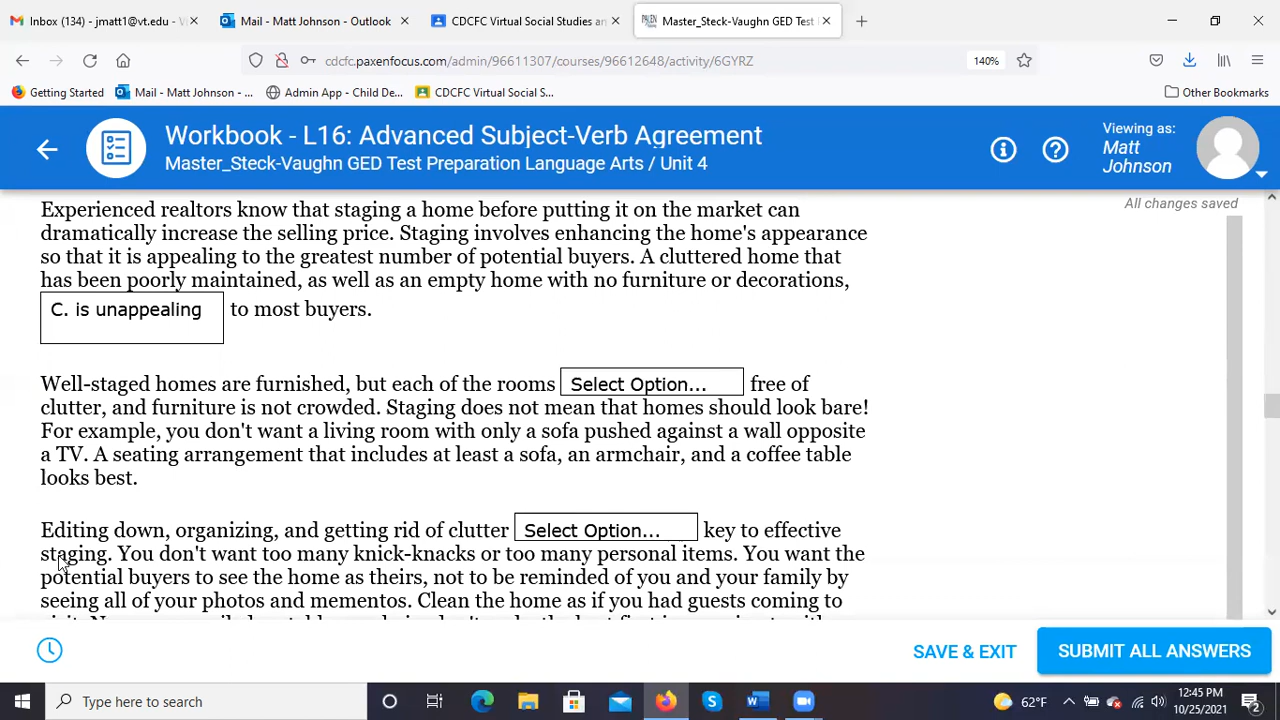 Inbox (134) - jmatt1@vt.edu - Vi
Mail - Matt Johnson - Outlook
CDCFC Virtual Social Studies an
Master_Steck-Vaughn GED Test
cdcfc.paxenfocus.com/admin/96611307/courses/96612648/activity/6GYRZ
140%
Getting Started
Mail - Matt Johnson - ...
Admin App - Child De...
CDCFC Virtual Social S...
Other Bookmarks
Workbook - L16: Advanced Subject-Verb Agreement
Master_Steck-Vaughn GED Test Preparation Language Arts / Unit 4
Viewing as:
Matt
Johnson
All changes saved
Experienced realtors know that staging a home before putting it on the market can
dramatically increase the selling price. Staging involves enhancing the home's appearance
so that it is appealing to the greatest number of potential buyers. A cluttered home that
has been poorly maintained, as well as an empty home with no furniture or decorations,
C. is unappealing to most buyers.
Well-staged homes are furnished, but each of the rooms Select Option... free of
clutter, and furniture is not crowded. Staging does not mean that homes should look bare!
For example, you don't want a living room with only a sofa pushed against a wall opposite
a TV. A seating arrangement that includes at least a sofa, an armchair, and a coffee table
looks best.
Editing down, organizing, and getting rid of clutter Select Option... key to effective
staging. You don't want too many knick-knacks or too many personal items. You want the
potential buyers to see the home as theirs, not to be reminded of you and your family by
seeing all of your photos and mementos. Clean the home as if you had guests coming to
SAVE & EXIT
SUBMIT ALL ANSWERS
Type here to search
62°F
12:45 PM
10/25/2021
2